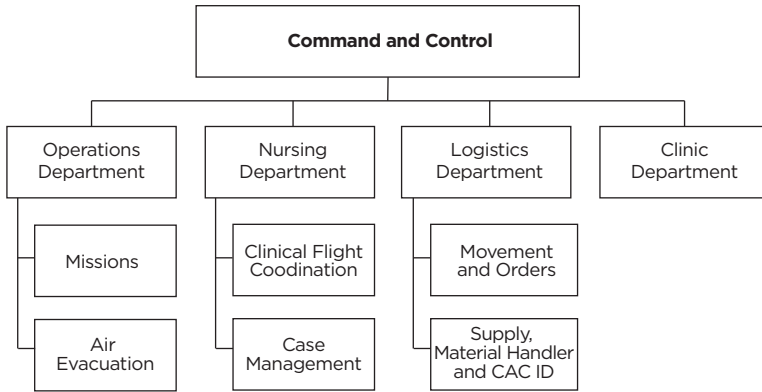 Command and Control
Operations
Department
Nursing
Department
Logistics
Department
Clinic
Department
Missions
Clinical Flight
Coodination
Movement
and Orders
Air
Evacuation
Case
Management
Supply,
Material Handler
and CAC ID